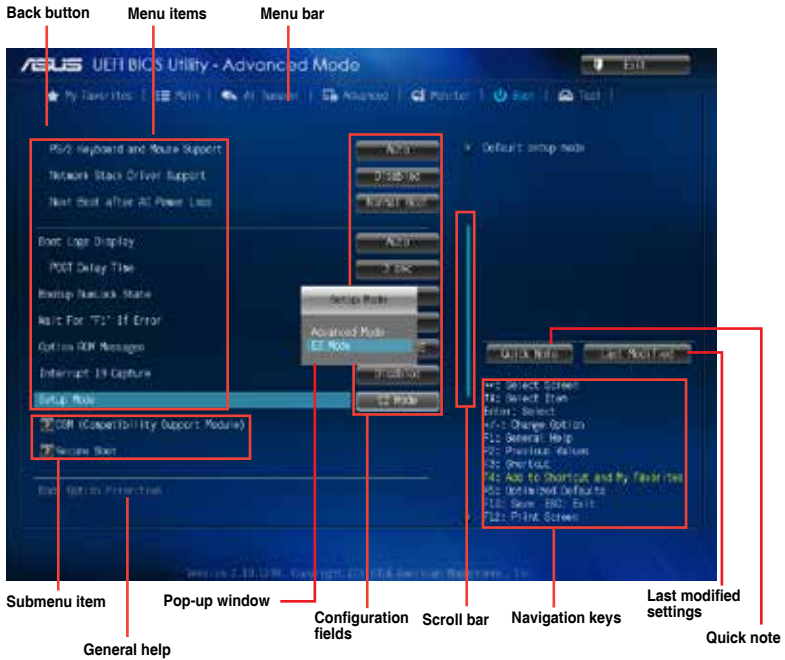 Back button
Menu items
Menu bar
ASUS UEFI BIOS Utility - Advanced Mode
Exit
My Favorites
Main
Ai Tweaker
Advanced
Monitor
Boot
Tool
PS/2 Keyboard and Mouse Support
Auto
Default setup mode
Network Stack Driver Support
Disabled
Next Boot after AC Power Loss
Normal Boot
Boot Logo Display
Auto
POST Delay Time
3 sec
Bootup NumLock State
Setup Mode
Wait For "F1" If Error
Advanced Mode
EZ Mode
Option ROM Messages
Quick Note
Last Modified
Interrupt 19 Capture
Disabled
Setup Mode
EZ Mode
CSM (Compatibility Support Module)
Secure Boot
Boot Option Priorities
Select Screen
Select Item
Enter: Select
+/-: Change Option
F1: General Help
F2: Previous Values
F3: Shortcut
F4: Add to Shortcut and My Favorites
F5: Optimized Defaults
F10: Save ESC: Exit
F12: Print Screen
Submenu item
General help
Pop-up window
Configuration fields
Scroll bar
Navigation keys
Last modified settings
Quick note